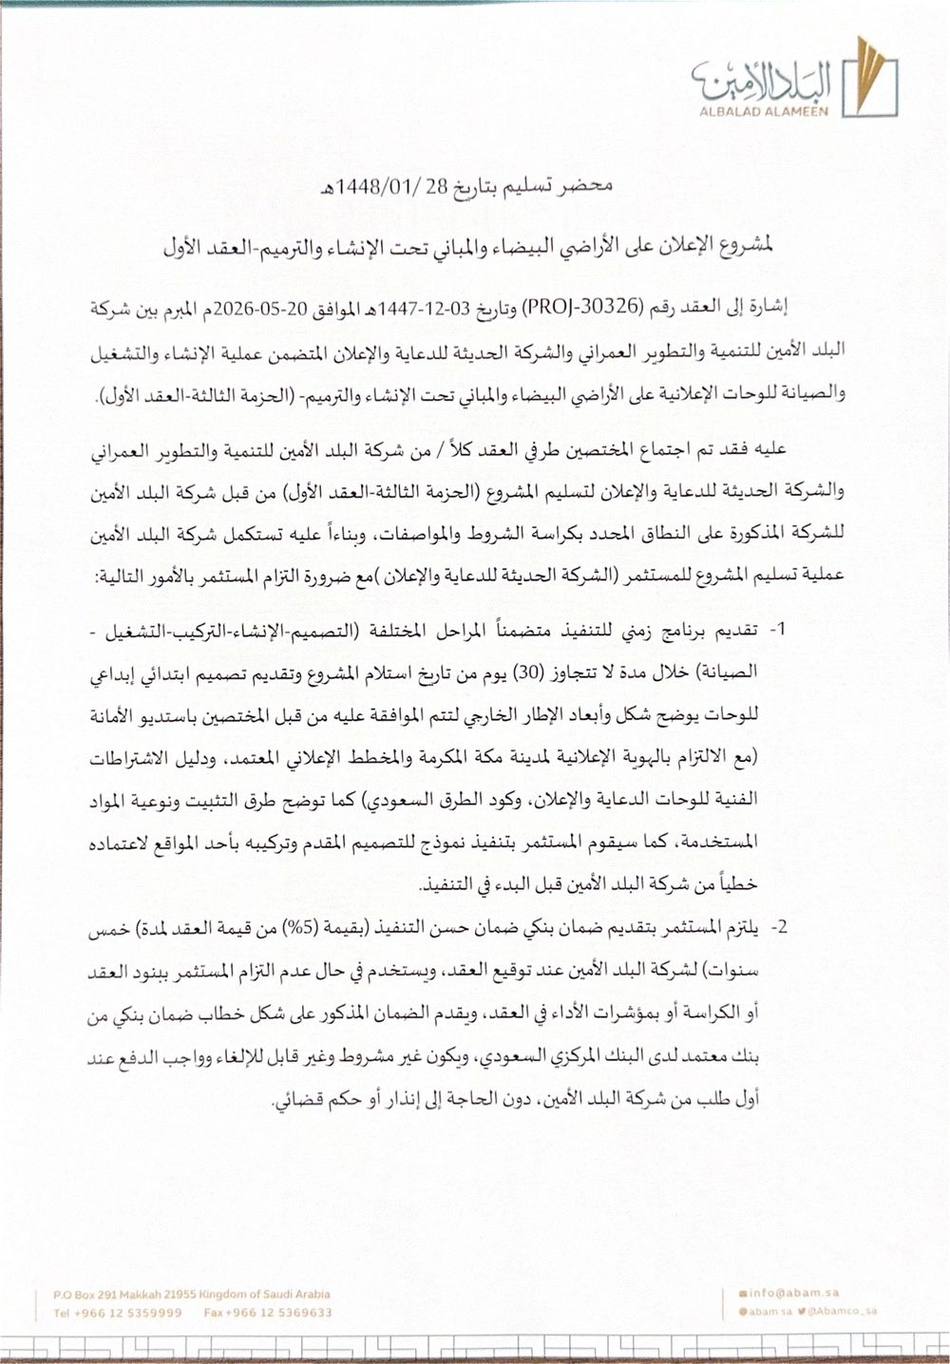 البلد الأمين
ALBALAD ALAMEEN
محضر تسليم بتاريخ 28 /1448/01هـ
لمشروع الإعلان على الأراضي البيضاء والمباني تحت الإنشاء والترميم-العقد الأول
إشارة إلى العقد رقم (PROJ-30326) وتاريخ 03-12-1447هـ الموافق 20-05-2026م المبرم بين شركة
البلد الأمين للتنمية والتطوير العمراني والشركة الحديثة للدعاية والإعلان المتضمن عملية الإنشاء والتشغيل
والصيانة للوحات الإعلانية على الأراضي البيضاء والمباني تحت الإنشاء والترميم- (الحزمة الثالثة-العقد الأول).
عليه فقد تم اجتماع المختصين طرفي العقد كلاً / من شركة البلد الأمين للتنمية والتطوير العمراني
والشركة الحديثة للدعاية والإعلان لتسليم المشروع (الحزمة الثالثة-العقد الأول) من قبل شركة البلد الأمين
للشركة المذكورة على النطاق المحدد بكراسة الشروط والمواصفات، وبناءاً عليه تستكمل شركة البلد الأمين
عملية تسليم المشروع للمستثمر (الشركة الحديثة للدعاية والإعلان )مع ضرورة التزام المستثمر بالأمور التالية:
1- تقديم برنامج زمني للتنفيذ متضمناً المراحل المختلفة (التصميم-الإنشاء-التركيب-التشغيل -
الصيانة) خلال مدة لا تتجاوز (30) يوم من تاريخ استلام المشروع وتقديم تصميم ابتدائي إبداعي
للوحات يوضح شكل وأبعاد الإطار الخارجي لتتم الموافقة عليه من قبل المختصين باستديو الأمانة
(مع الالتزام بالهوية الإعلانية لمدينة مكة المكرمة والمخطط الإعلاني المعتمد، ودليل الاشتراطات
الفنية للوحات الدعاية والإعلان، وكود الطرق السعودي) كما توضح طرق التثبيت ونوعية المواد
المستخدمة، كما سيقوم المستثمر بتنفيذ نموذج للتصميم المقدم وتركيبه بأحد المواقع لاعتماده
خطياً من شركة البلد الأمين قبل البدء في التنفيذ.
2- يلتزم المستثمر بتقديم ضمان بنكي ضمان حسن التنفيذ (بقيمة (5%) من قيمة العقد لمدة) خمس
سنوات) لشركة البلد الأمين عند توقيع العقد، ويستخدم في حال عدم التزام المستثمر ببنود العقد
أو الكراسة أو بمؤشرات الأداء في العقد، ويقدم الضمان المذكور على شكل خطاب ضمان بنكي من
بنك معتمد لدى البنك المركزي السعودي، ويكون غير مشروط وغير قابل للإلغاء وواجب الدفع عند
أول طلب من شركة البلد الأمين، دون الحاجة إلى إنذار أو حكم قضائي.
P.O Box 291 Makkah 21955 Kingdom of Saudi Arabia
Tel +966 12 5359999 Fax +966 12 5369633
info@abam.sa
abam.sa @Abamco_sa